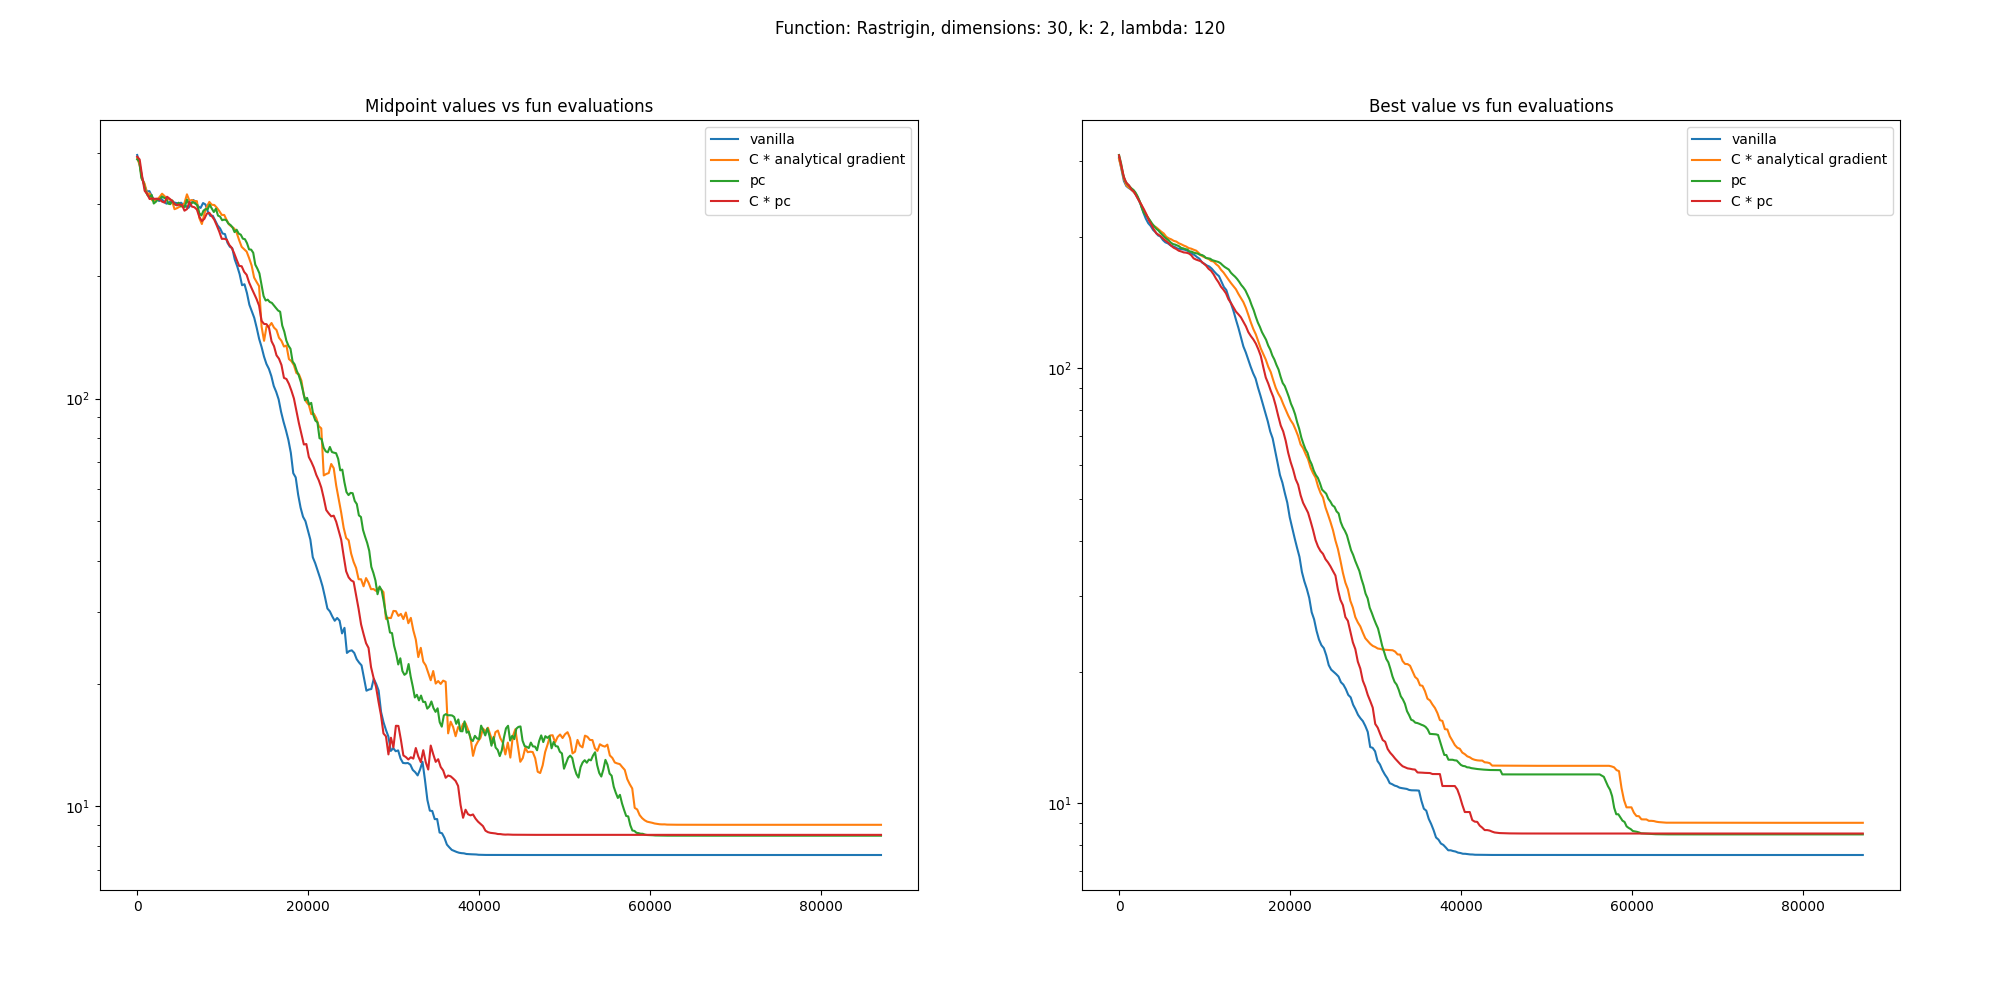 Function: Rastrigin, dimensions: 30, k: 2, lambda: 120
Midpoint values vs fun evaluations
vanilla
C * analytical gradient
pc
C * pc
10²
10¹
0 20000 40000 60000 80000
Best value vs fun evaluations
vanilla
C * analytical gradient
pc
C * pc
10²
10¹
0 20000 40000 60000 80000